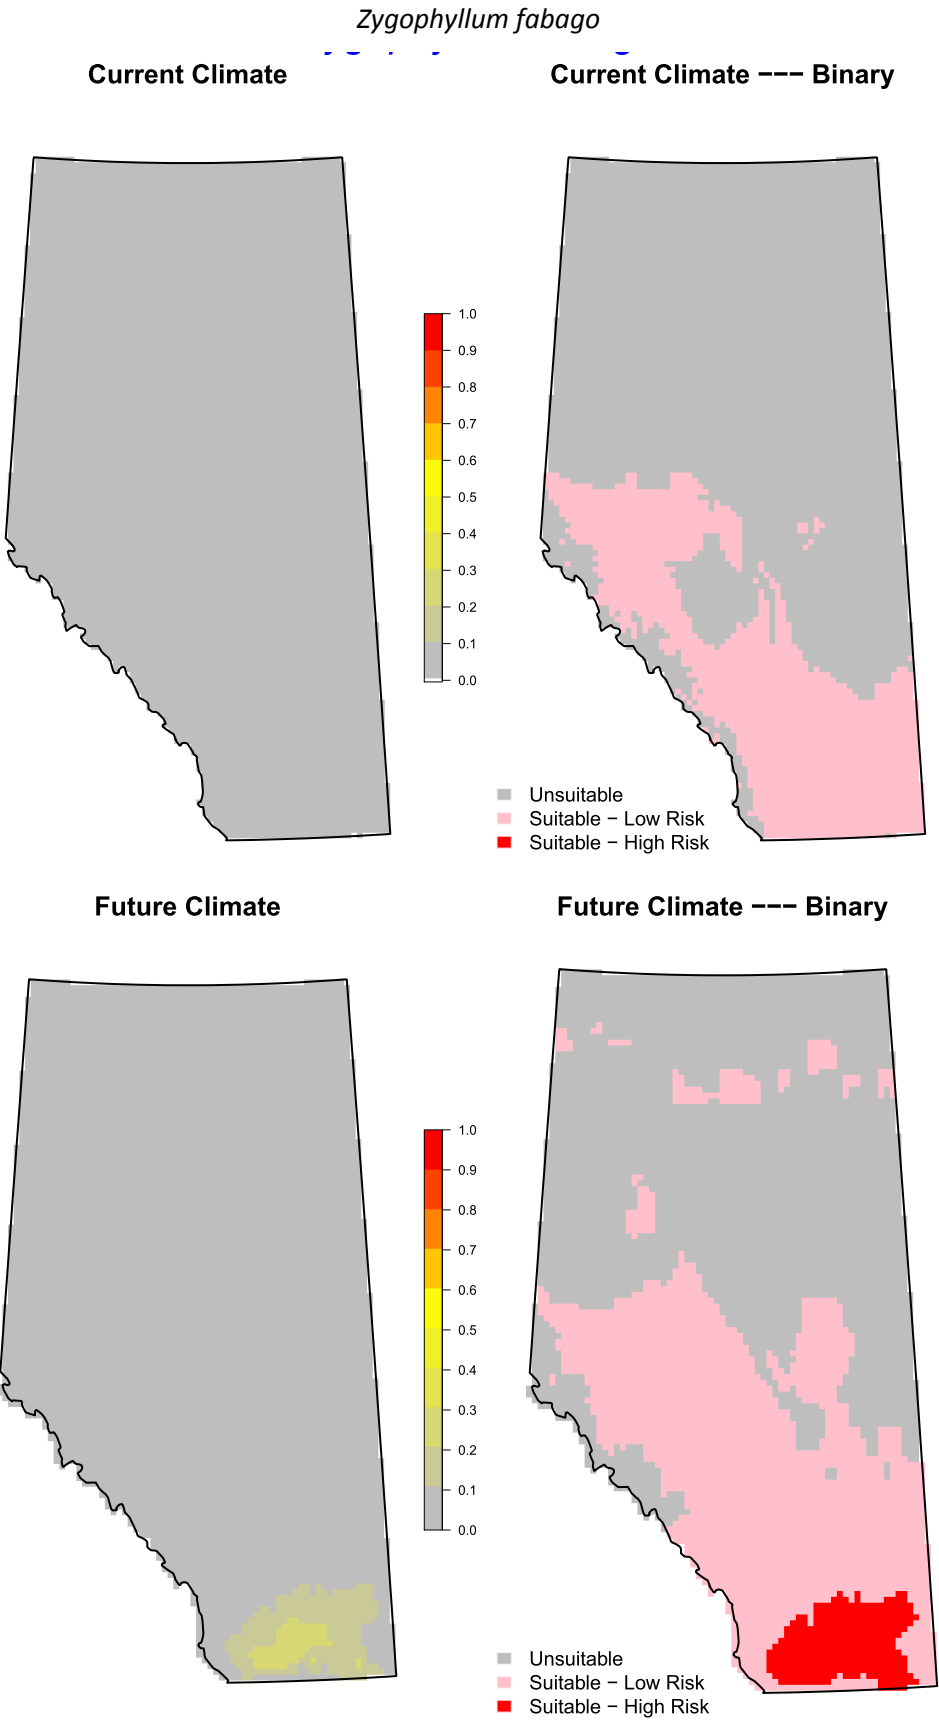 Zygophyllum fabago
Current Climate
Current Climate −−− Binary
1.0
0.9
0.8
0.7
0.6
0.5
0.4
0.3
0.2
0.1
0.0
Unsuitable
Suitable − Low Risk
Suitable − High Risk
Future Climate
Future Climate −−− Binary
1.0
0.9
0.8
0.7
0.6
0.5
0.4
0.3
0.2
0.1
0.0
Unsuitable
Suitable − Low Risk
Suitable − High Risk